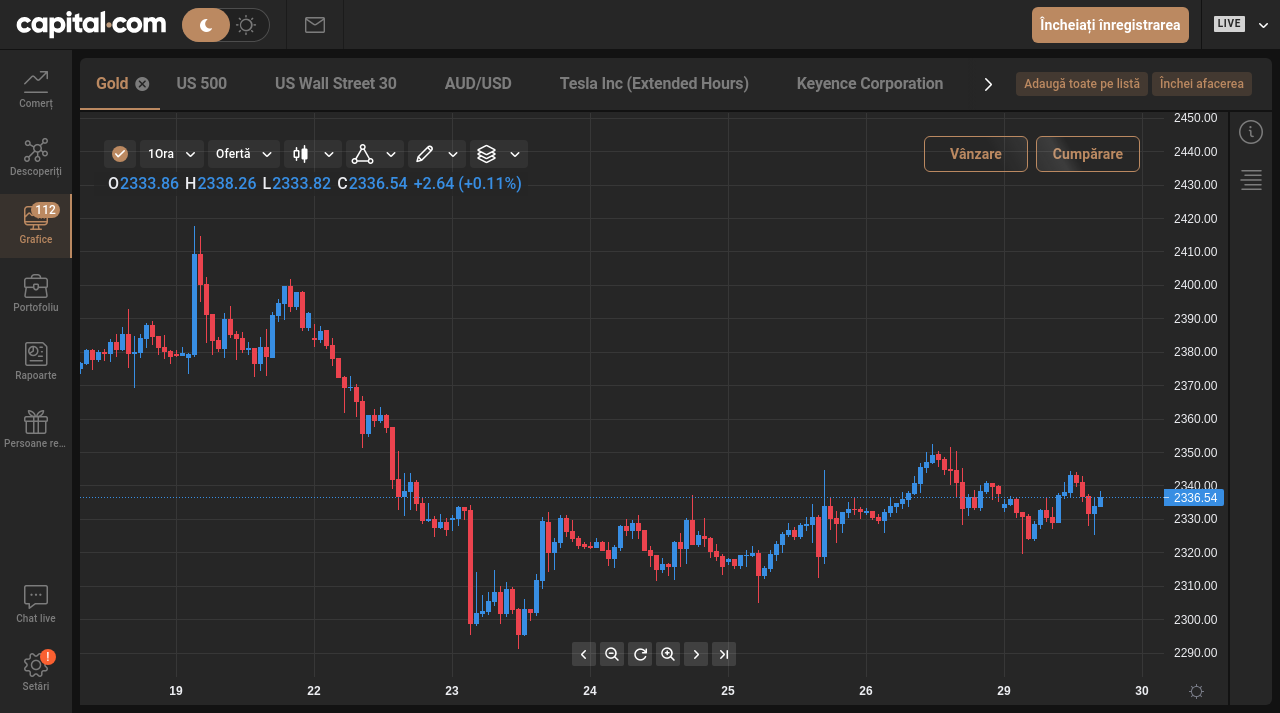 capital.com
Încheiați înregistrarea
LIVE
Comerț
Descoperiți
112
Grafice
Portofoliu
Rapoarte
Persoane re...
Chat live
!
Setări
Gold
US 500
US Wall Street 30
AUD/USD
Tesla Inc (Extended Hours)
Keyence Corporation
Adaugă toate pe listă
Închei afacerea
1Ora
Ofertă
Vânzare
Cumpărare
O2333.86 H2338.26 L2333.82 C2336.54 +2.64 (+0.11%)
2450.00
2440.00
2430.00
2420.00
2410.00
2400.00
2390.00
2380.00
2370.00
2360.00
2350.00
2340.00
2336.54
2330.00
2320.00
2310.00
2300.00
2290.00
19 22 23 24 25 26 29 30